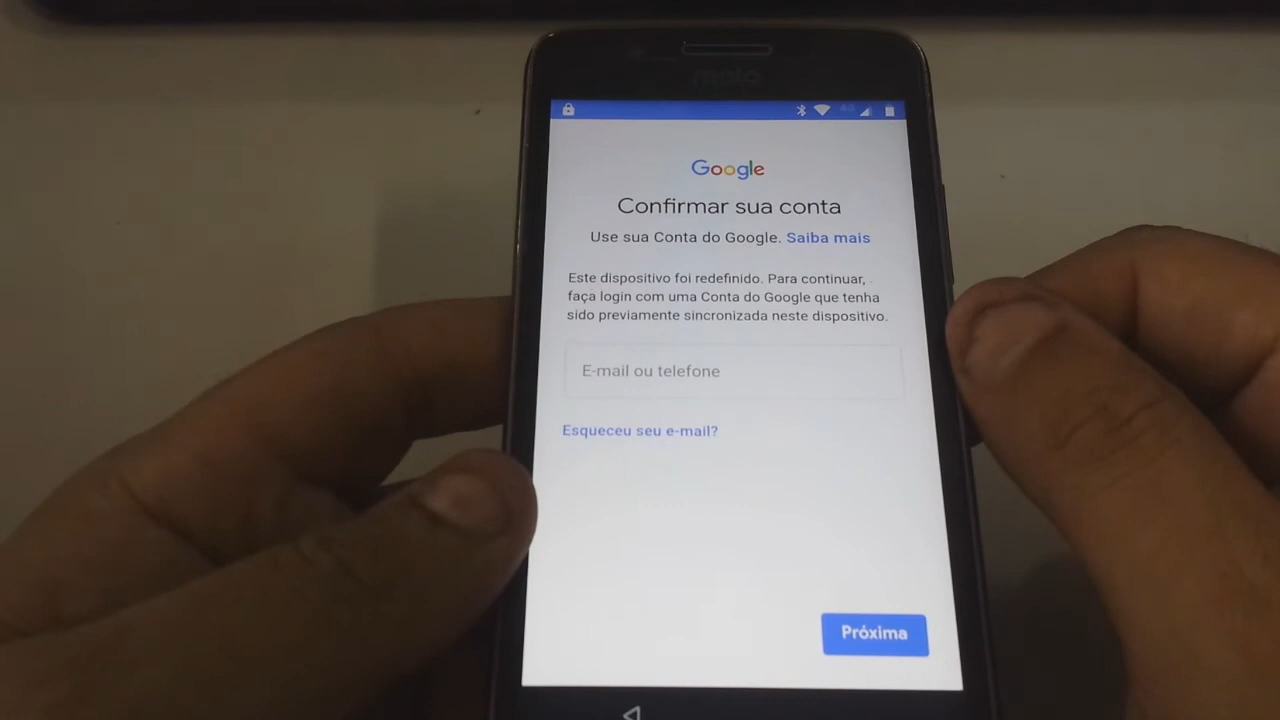 moto
4G
Google
Confirmar sua conta
Use sua Conta do Google. Saiba mais
Este dispositivo foi redefinido. Para continuar,
faça login com uma Conta do Google que tenha
sido previamente sincronizada neste dispositivo.
E-mail ou telefone
Esqueceu seu e-mail?
Próxima